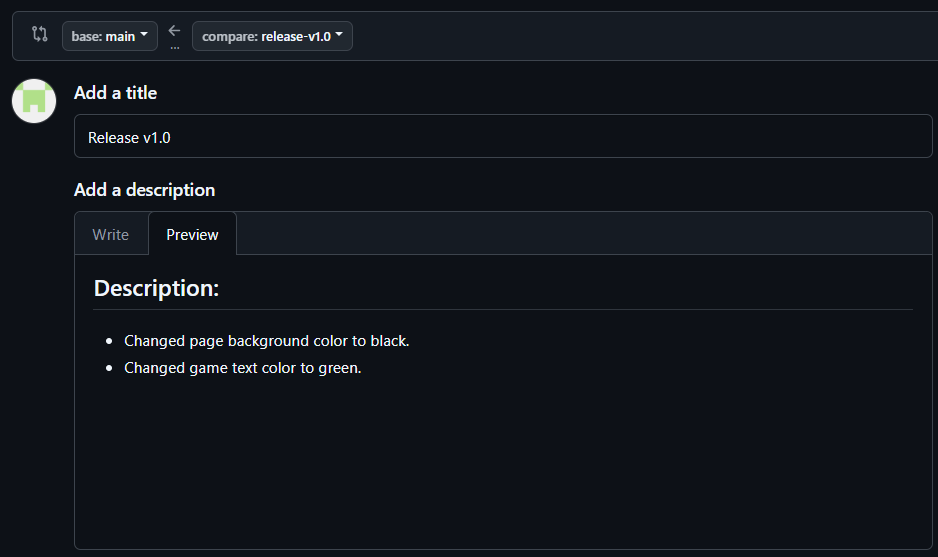 base: main compare: release-v1.0
...
Add a title
Release v1.0
Add a description
Write Preview
Description:
Changed page background color to black.
Changed game text color to green.